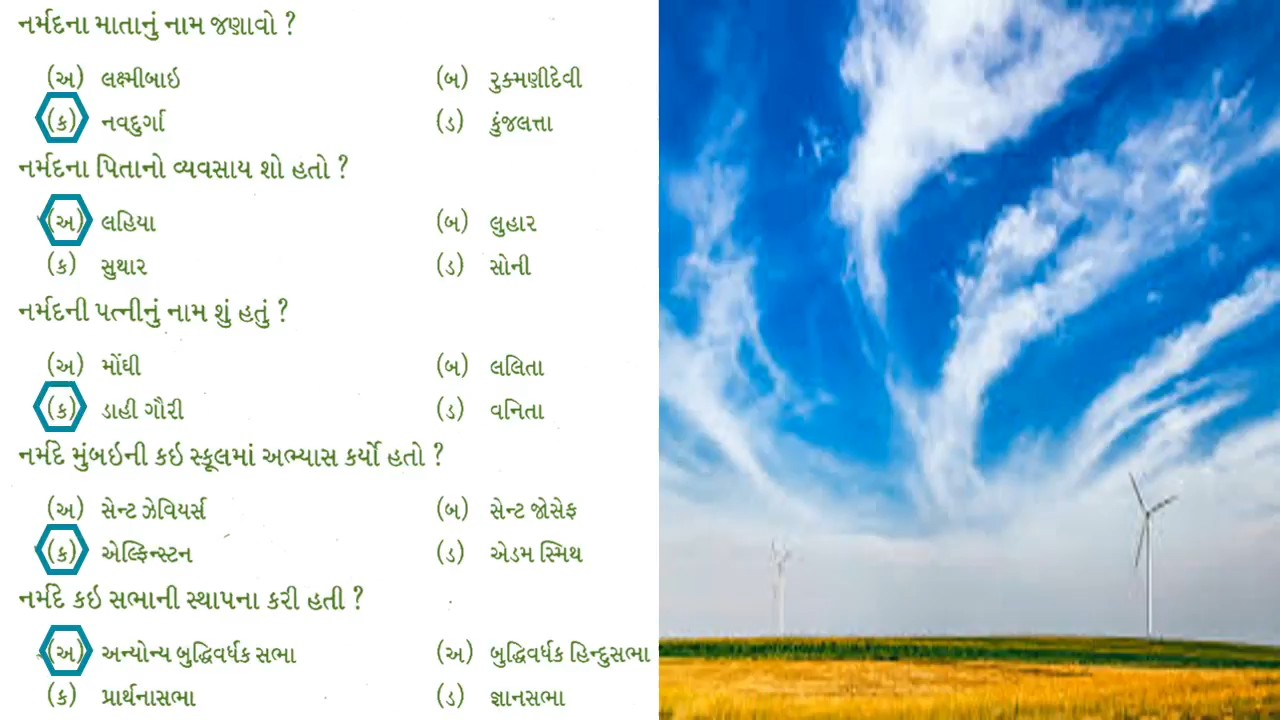 નર્મદના માતાનું નામ જણાવો ?
(અ) લક્ષ્મીબાઇ (બ) રુક્મણીદેવી
(ક) નવ્દુર્ગા (ડ) કુંજલત્તા
નર્મદના પિતાનો વ્યવસાય શો હતો ?
(અ) લહિયા (બ) લુહાર
(ક) સુથાર (ડ) સોની
નર્મદની પત્નીનું નામ શું હતું ?
(અ) મોંઘી (બ) લલિતા
(ક) ડાહી ગૌરી (ડ) વનિતા
નર્મદે મુંબઇની કઇ સ્કૂલમાં અભ્યાસ કર્યો હતો ?
(અ) સેન્ટ ઝેવિયર્સ (બ) સેન્ટ જોસેફ
(ક) એલ્ફિન્સ્ટન (ડ) એડમ સ્મિથ
નર્મદે કઇ સભાની સ્થાપના કરી હતી ?
(અ) અન્યોન્ય બુદ્ધિવર્ધક સભા (અ) બુદ્ધિવર્ધક હિન્દુસભા
(ક) પ્રાર્થનાસભા (ડ) જ્ઞાનસભા